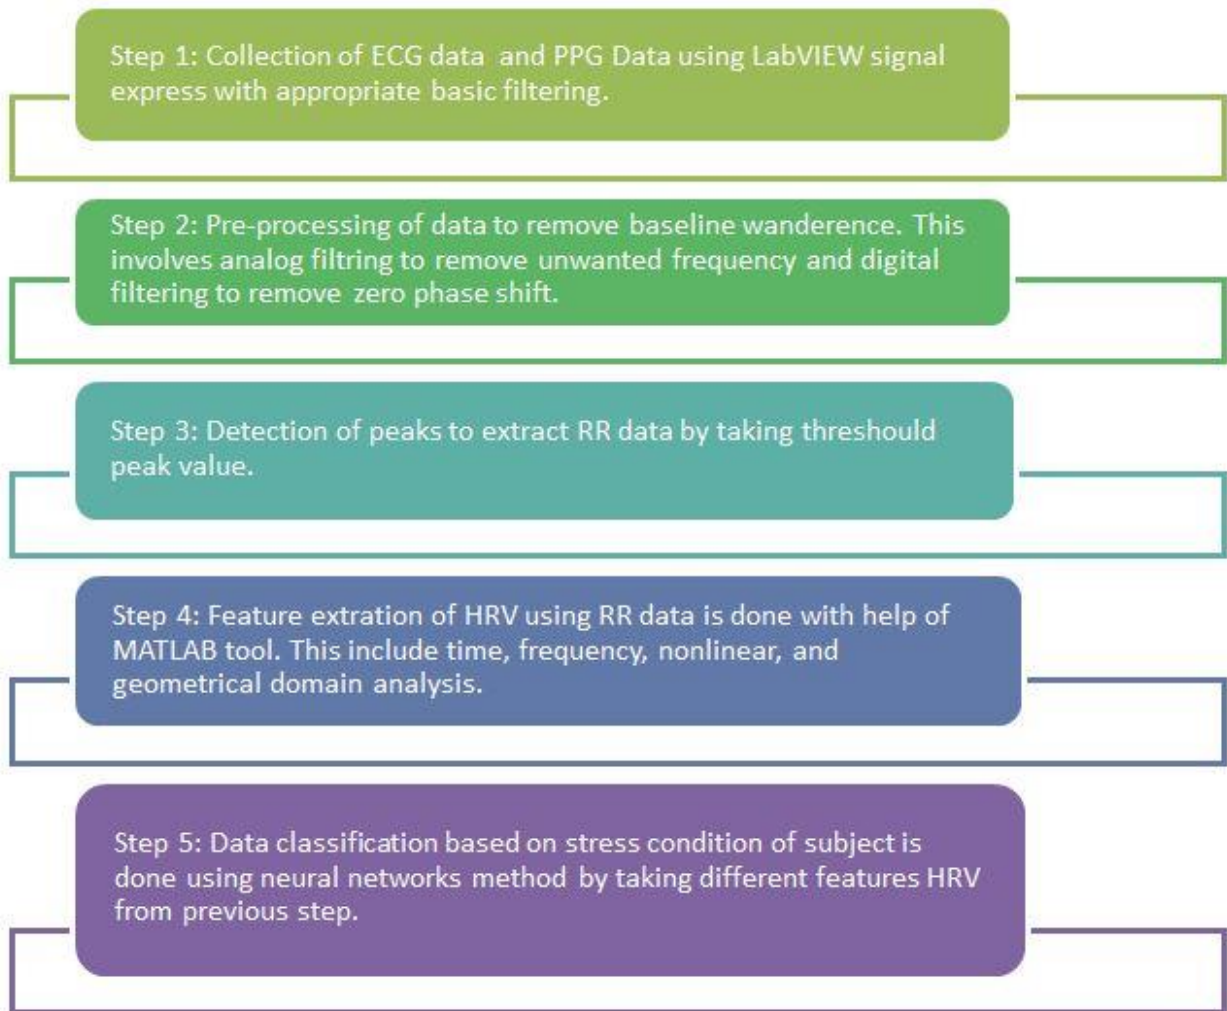 Step 1: Collection of ECG data and PPG Data using LabVIEW signal
express with appropriate basic filtering.
Step 2: Pre-processing of data to remove baseline wanderence. This
involves analog filtring to remove unwanted frequency and digital
filtering to remove zero phase shift.
Step 3: Detection of peaks to extract RR data by taking threshould
peak value.
Step 4: Feature extration of HRV using RR data is done with help of
MATLAB tool. This include time, frequency, nonlinear, and
geometrical domain analysis.
Step 5: Data classification based on stress condition of subject is
done using neural networks method by taking different features HRV
from previous step.